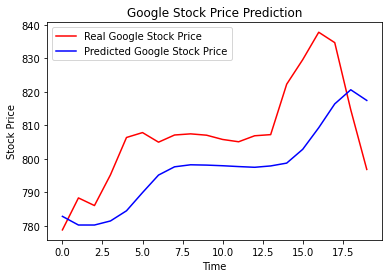 Google Stock Price Prediction
Real Google Stock Price
Predicted Google Stock Price
Stock Price
840
830
820
810
800
790
780
0.0 2.5 5.0 7.5 10.0 12.5 15.0 17.5
Time